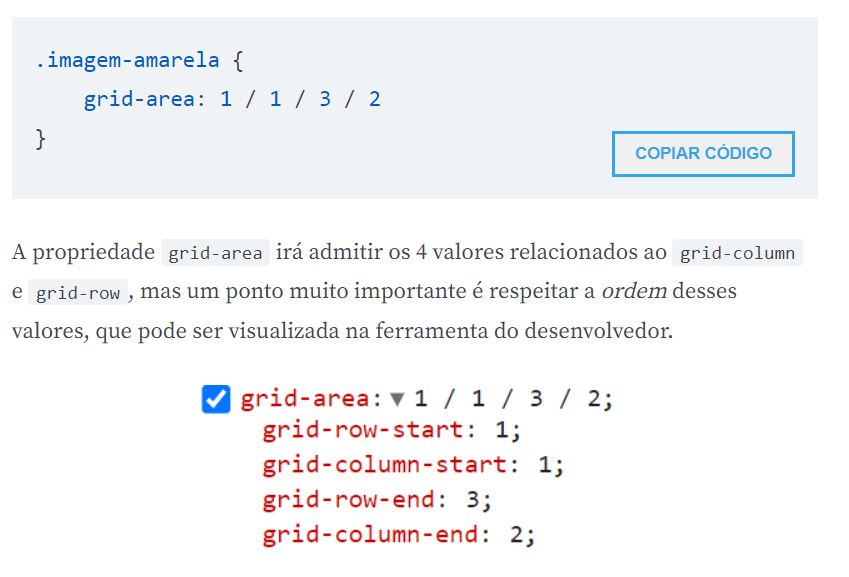 .imagem-amarela {
    grid-area: 1 / 1 / 3 / 2
}
COPIAR CÓDIGO
A propriedade grid-area irá admitir os 4 valores relacionados ao grid-column
e grid-row, mas um ponto muito importante é respeitar a ordem desses
valores, que pode ser visualizada na ferramenta do desenvolvedor.
grid-area: ▼ 1 / 1 / 3 / 2;
grid-row-start: 1;
grid-column-start: 1;
grid-row-end: 3;
grid-column-end: 2;